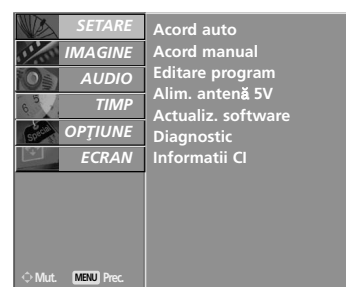 SETARE
IMAGINE
AUDIO
TIMP
OPŢIUNE
ECRAN
Acord auto
Acord manual
Editare program
Alim. antenă 5V
Actualiz. software
Diagnostic
Informatii CI
Special
Mut. MENU Prec.